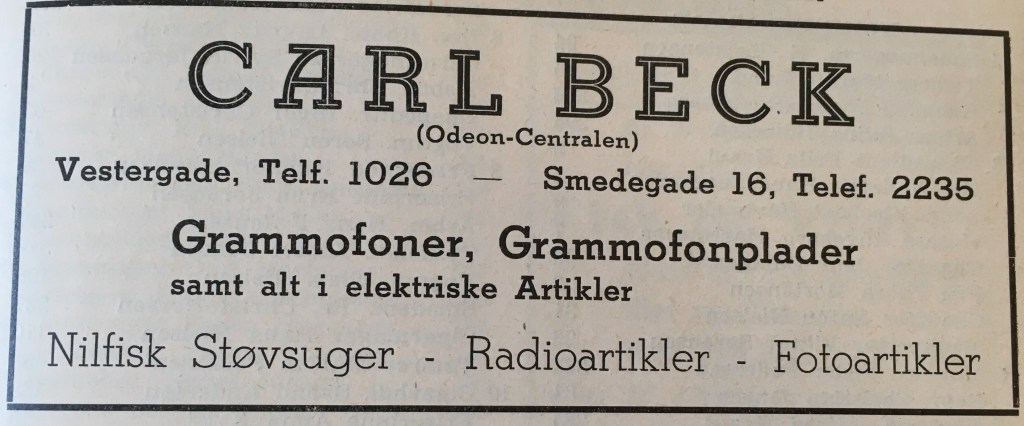 CARL BECK
(Odeon-Centralen)
Vestergade, Telf. 1026 — Smedegade 16, Telef. 2235
Grammofoner, Grammofonplader
samt alt i elektriske Artikler
Nilfisk Støvsuger - Radioartikler - Fotoartikler